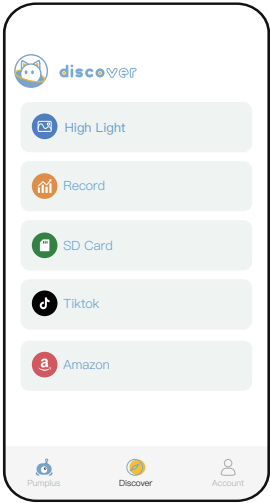 discover
High Light
Record
SD Card
Tiktok
a Amazon
Pumplus Discover Account